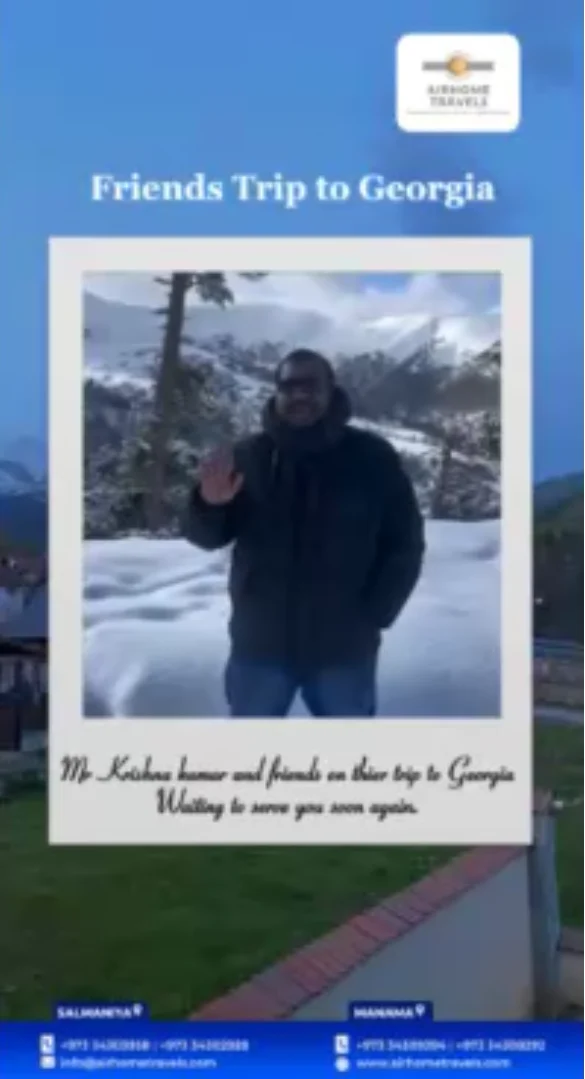 AIRHOME
TRAVELS
Friends Trip to Georgia
Mr Krishna kumar and friends on thier trip to Georgia
Waiting to serve you soon again.
SALMANIYA
MANAMA
info@airhometravels.com
www.airhometravels.com